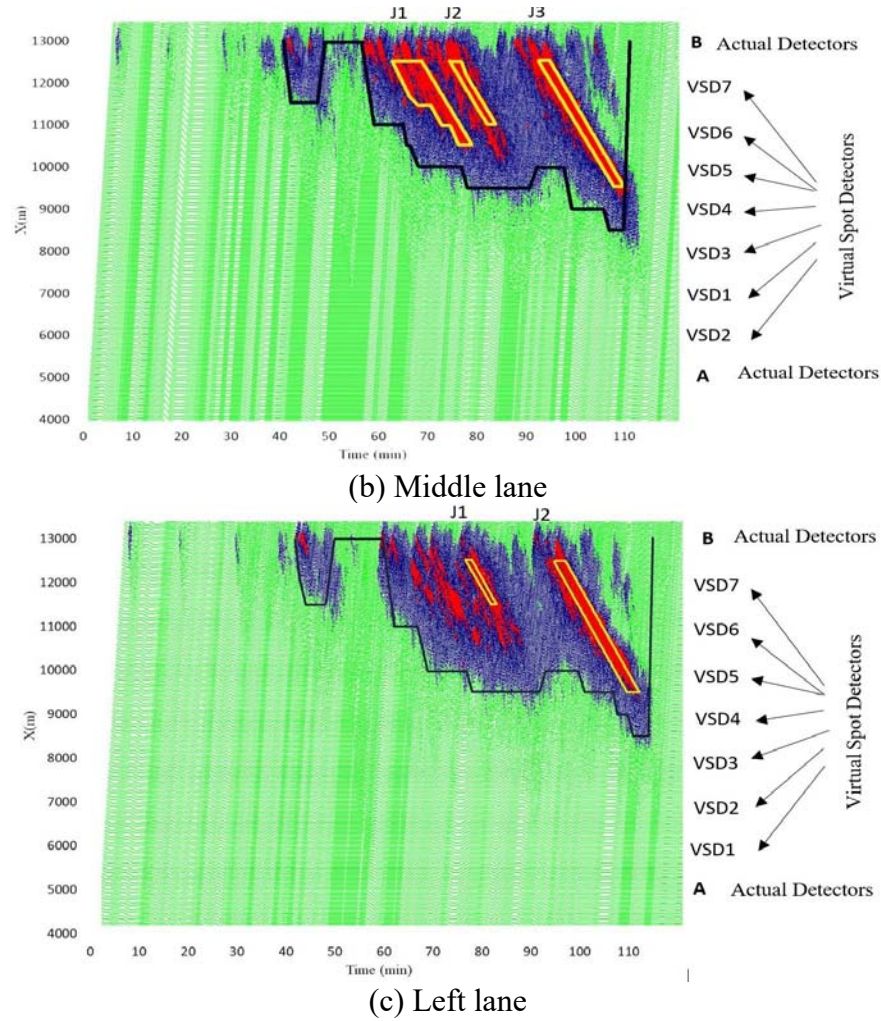 J1 J2 J3
13000 B Actual Detectors
12000 VSD7
11000 VSD6
10000 VSD5
9000 VSD4
8000 VSD3
7000 VSD1
6000 VSD2
5000 A Actual Detectors
4000
X(m)
Virtual Spot Detectors
0 10 20 30 40 50 60 70 80 90 100 110
Time (min)
(b) Middle lane
J1 J2
13000 B Actual Detectors
12000 VSD7
11000 VSD6
10000 VSD5
9000 VSD4
8000 VSD3
7000 VSD2
6000 VSD1
5000 A Actual Detectors
4000
X(m)
Virtual Spot Detectors
0 10 20 30 40 50 60 70 80 90 100 110
Time (min)
(c) Left lane